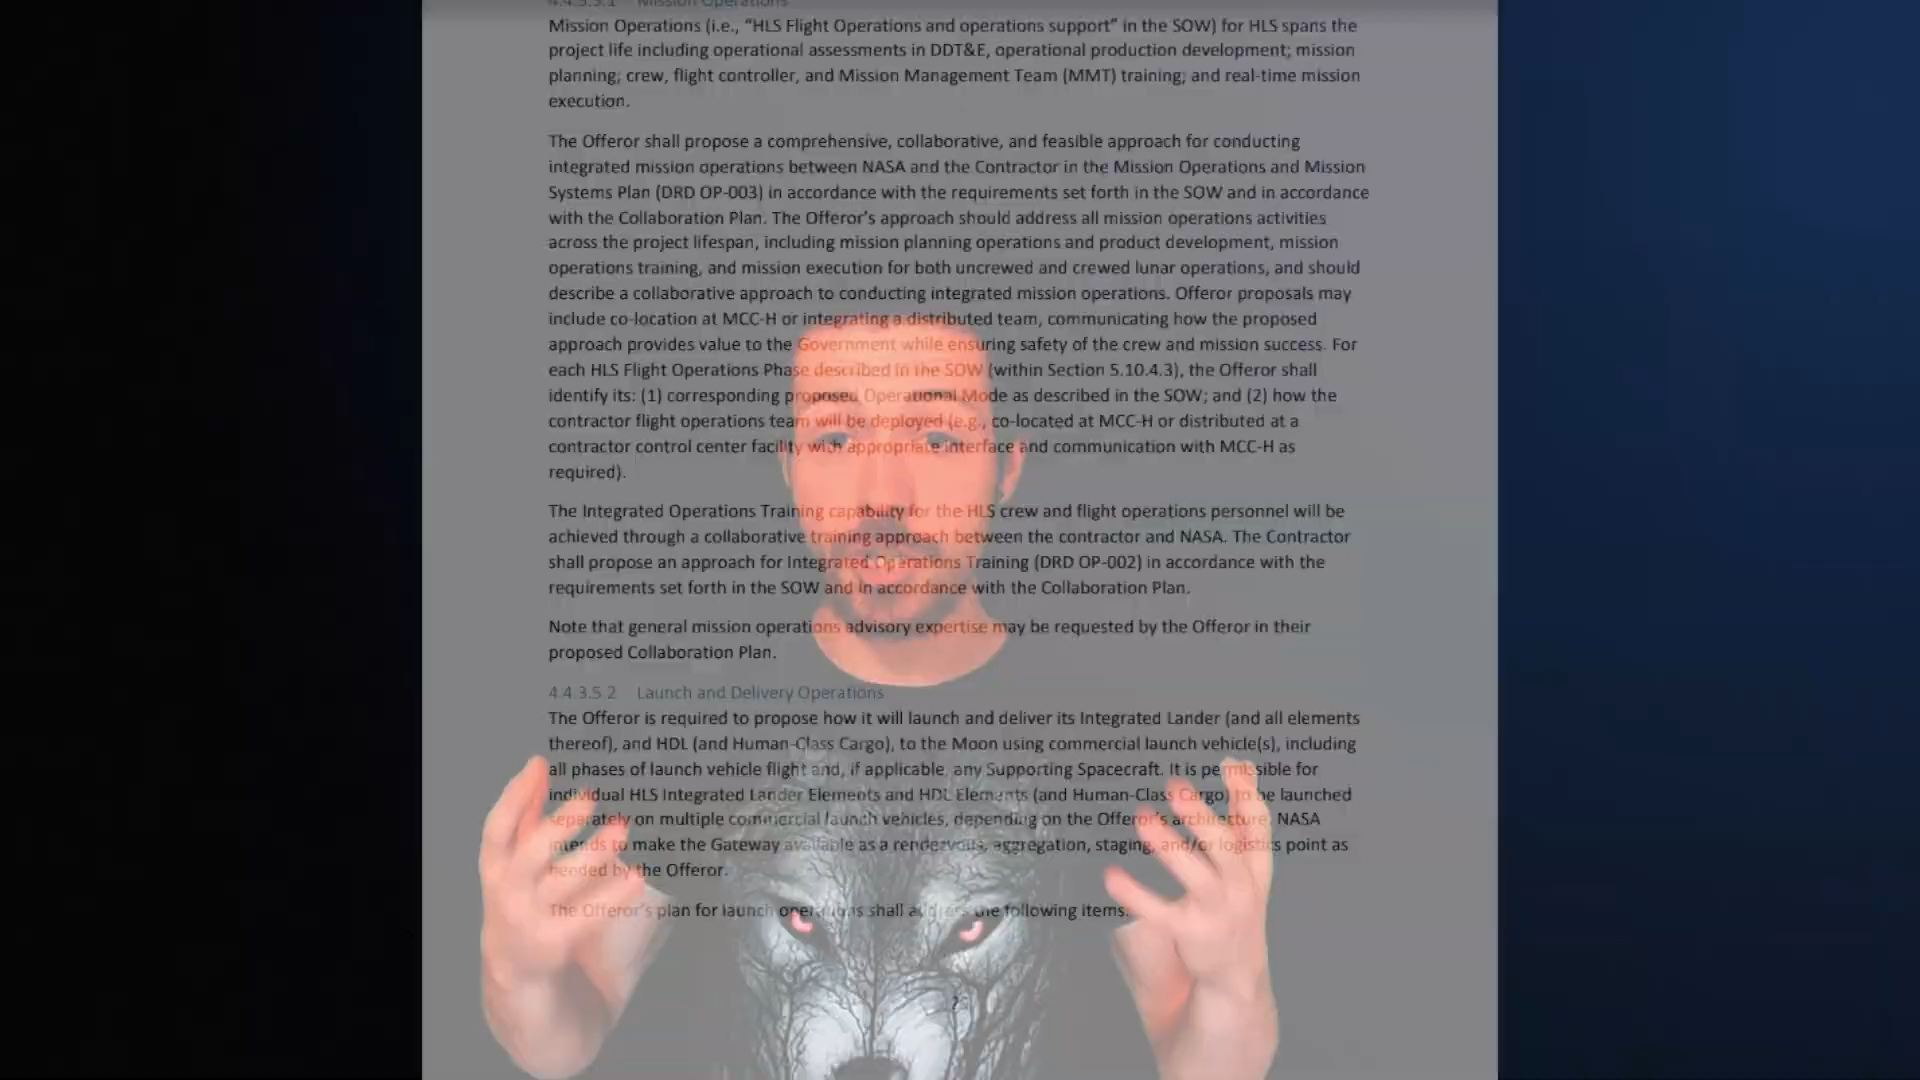 4.4.3.5.1 Mission Operations
Mission Operations (i.e., “HLS Flight Operations and operations support” in the SOW) for HLS spans the
project life including operational assessments in DDT&E, operational production development; mission
planning; crew, flight controller, and Mission Management Team (MMT) training; and real-time mission
execution.
The Offeror shall propose a comprehensive, collaborative, and feasible approach for conducting
integrated mission operations between NASA and the Contractor in the Mission Operations and Mission
Systems Plan (DRD OP-003) in accordance with the requirements set forth in the SOW and in accordance
with the Collaboration Plan. The Offeror’s approach should address all mission operations activities
across the project lifespan, including mission planning operations and product development, mission
operations training, and mission execution for both uncrewed and crewed lunar operations, and should
describe a collaborative approach to conducting integrated mission operations. Offeror proposals may
include co-location at MCC-H or integrating a distributed team, communicating how the proposed
approach provides value to the Government while ensuring safety of the crew and mission success. For
each HLS Flight Operations Phase described in the SOW (within Section 5.10.4.3), the Offeror shall
identify its: (1) corresponding proposed Operational Mode as described in the SOW; and (2) how the
contractor flight operations team will be deployed (e.g., co-located at MCC-H or distributed at a
contractor control center facility with appropriate interface and communication with MCC-H as
required).
The Integrated Operations Training capability for the HLS crew and flight operations personnel will be
achieved through a collaborative training approach between the contractor and NASA. The Contractor
shall propose an approach for Integrated Operations Training (DRD OP-002) in accordance with the
requirements set forth in the SOW and in accordance with the Collaboration Plan.
Note that general mission operations advisory expertise may be requested by the Offeror in their
proposed Collaboration Plan.
4.4.3.5.2 Launch and Delivery Operations
The Offeror is required to propose how it will launch and deliver its Integrated Lander (and all elements
thereof), and HDL (and Human-Class Cargo), to the Moon using commercial launch vehicle(s), including
all phases of launch vehicle flight and, if applicable, any Supporting Spacecraft. It is permissible for
individual HLS Integrated Lander Elements and HDL Elements (and Human-Class Cargo) to be launched
separately on multiple commercial launch vehicles, depending on the Offeror’s architecture. NASA
intends to make the Gateway available as a rendezvous, aggregation, staging, and/or logistics point as
needed by the Offeror.
The Offeror’s plan for launch operations shall address the following items.